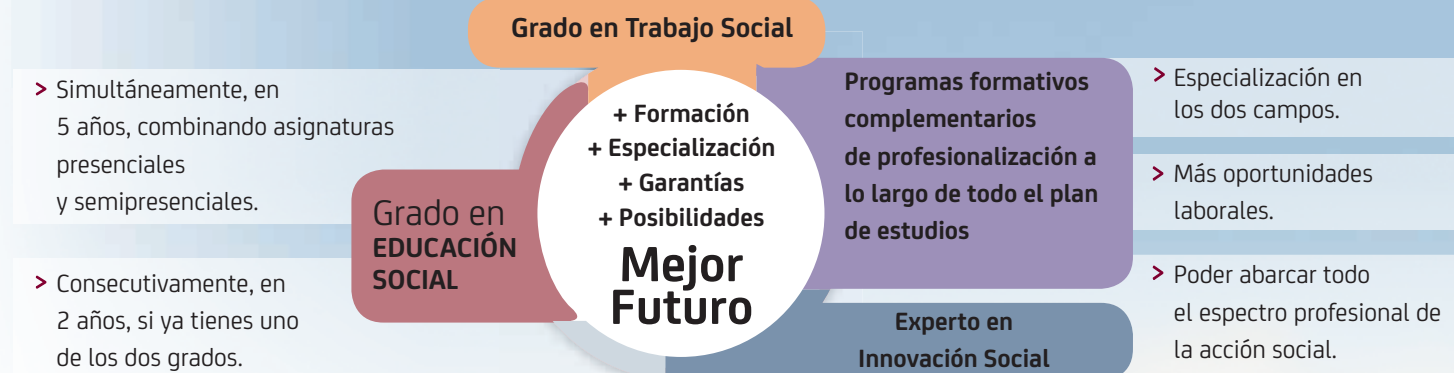 Grado en Trabajo Social
> Simultáneamente, en
5 años, combinando asignaturas
presenciales
y semipresenciales.
> Consecutivamente, en
2 años, si ya tienes uno
de los dos grados.
Grado en
EDUCACIÓN
SOCIAL
+ Formación
+ Especialización
+ Garantías
+ Posibilidades
Mejor
Futuro
Programas formativos
complementarios
de profesionalización a
lo largo de todo el plan
de estudios
Experto en
Innovación Social
> Especialización en
los dos campos.
> Más oportunidades
laborales.
> Poder abarcar todo
el espectro profesional de
la acción social.